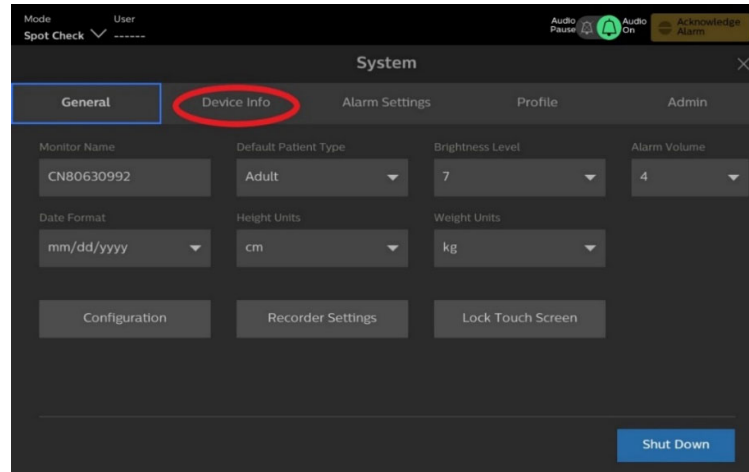 Mode User
Spot Check ------
Audio Pause Audio On Acknowledge Alarm
System
General Device Info Alarm Settings Profile Admin
Monitor Name Default Patient Type Brightness Level Alarm Volume
CN80630992 Adult 7 4
Date Format Height Units Weight Units
mm/dd/yyyy cm kg
Configuration Recorder Settings Lock Touch Screen
Shut Down